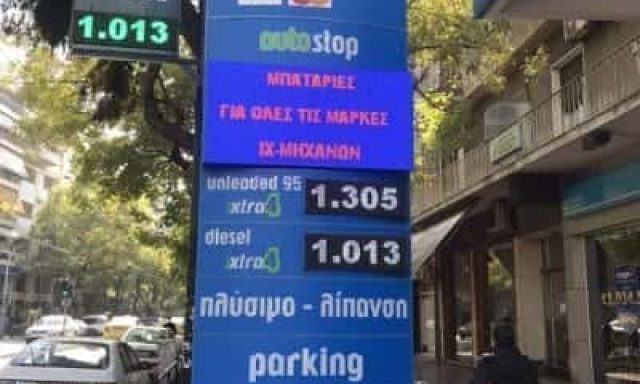 1.013
autostop
ΜΠΑΤΑΡΙΕΣ
ΓΙΑ ΟΛΕΣ ΤΙΣ ΜΑΡΚΕΣ
ΙΧ-ΜΗΧΑΝΩΝ
unleaded 95 1.305
xtra
diesel 1.013
xtra
πλύσιμο - λίπανση
parking